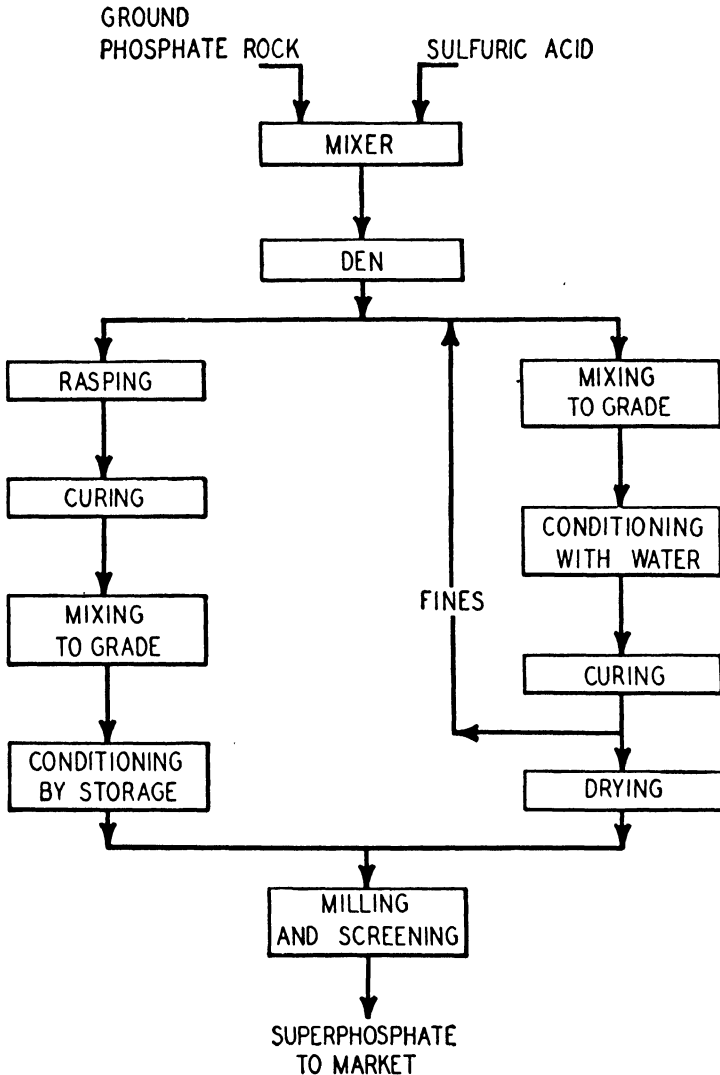 GROUND
PHOSPHATE ROCK
SULFURIC ACID
MIXER
DEN
RASPING
CURING
MIXING
TO GRADE
CONDITIONING
BY STORAGE
FINES
MIXING
TO GRADE
CONDITIONING
WITH WATER
CURING
DRYING
MILLING
AND SCREENING
SUPERPHOSPHATE
TO MARKET